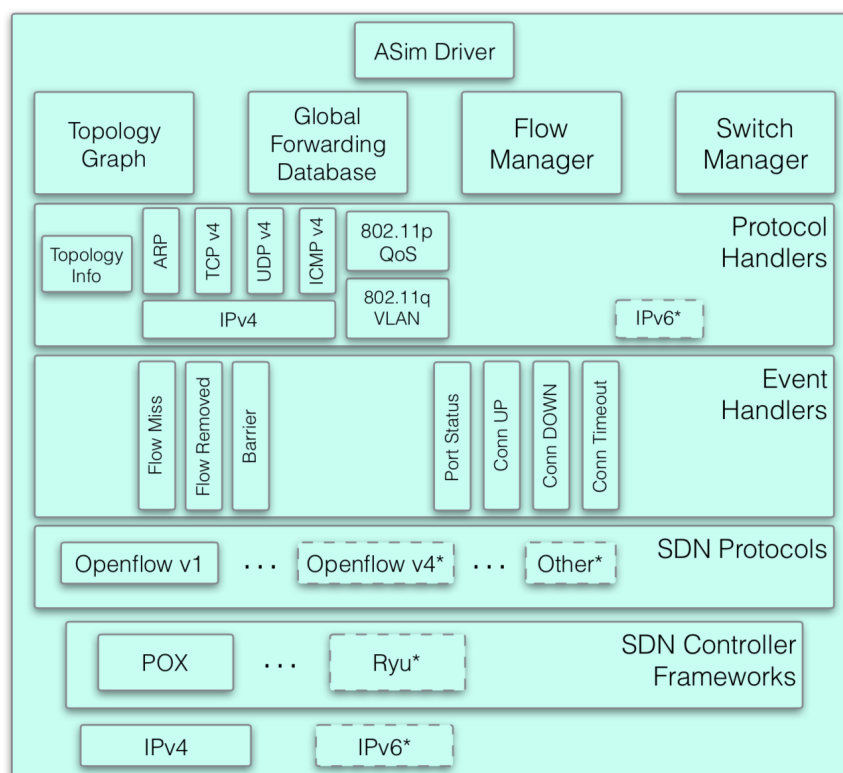 ASim Driver
Topology
Graph
Global
Forwarding
Database
Flow
Manager
Switch
Manager
Protocol
Handlers
Topology
Info
ARP
TCP v4
UDP v4
ICMP v4
802.11p
QoS
802.11q
VLAN
IPv4
IPv6*
Event
Handlers
Flow Miss
Flow Removed
Barrier
Port Status
Conn UP
Conn DOWN
Conn Timeout
SDN Protocols
Openflow v1
...
Openflow v4*
...
Other*
SDN Controller
Frameworks
POX
...
Ryu*
IPv4
IPv6*